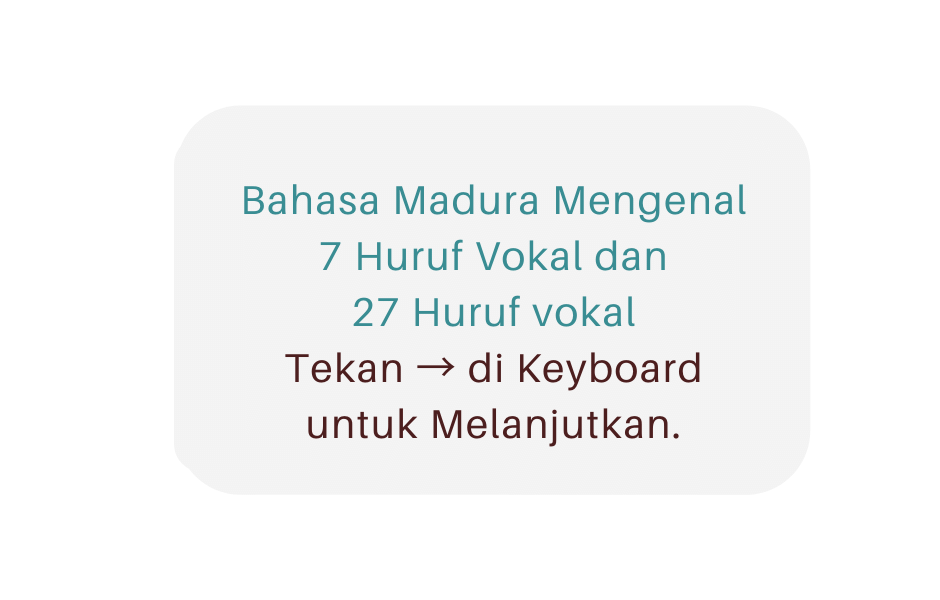 Bahasa Madura Mengenal
7 Huruf Vokal dan
27 Huruf vokal
Tekan → di Keyboard
untuk Melanjutkan.